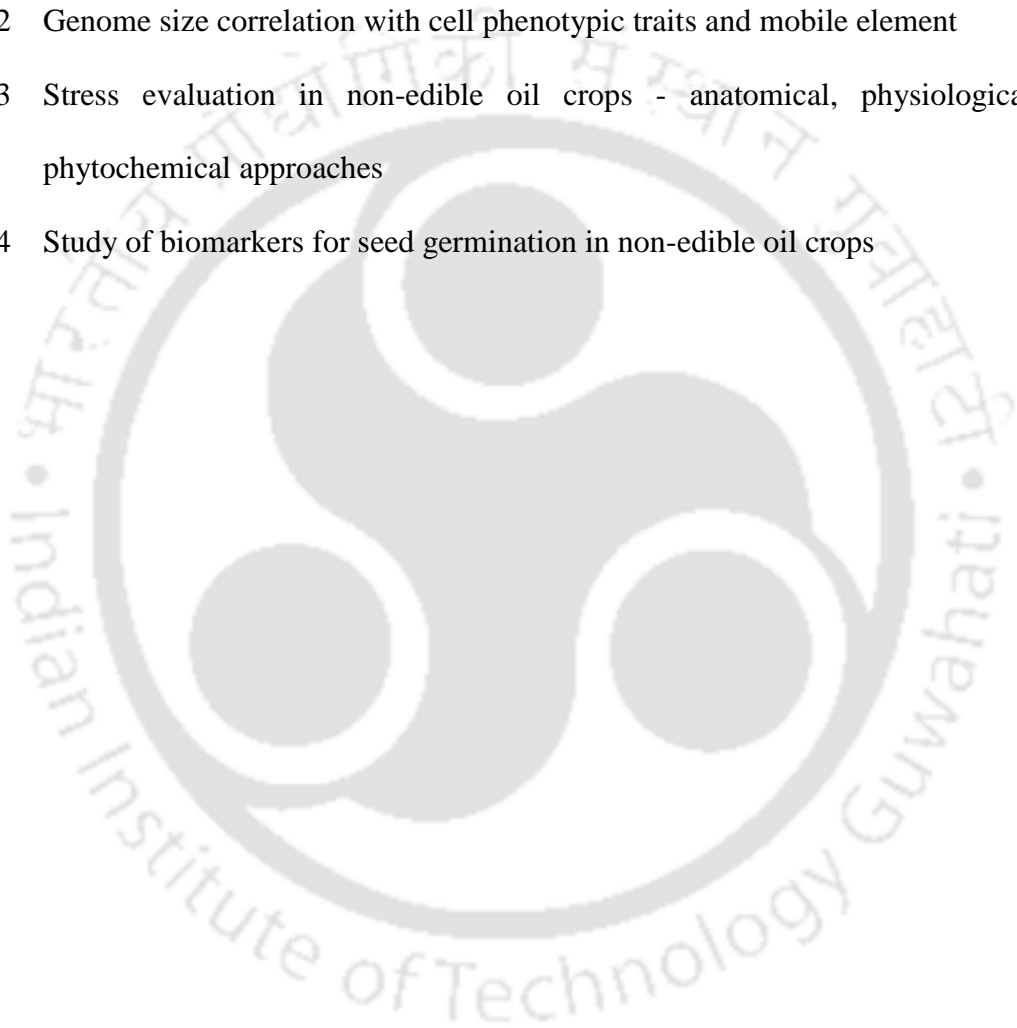 2 Genome size correlation with cell phenotypic traits and mobile element
3 Stress evaluation in non-edible oil crops - anatomical, physiologica
phytochemical approaches
4 Study of biomarkers for seed germination in non-edible oil crops
भारतीय प्रौद्योगिकी संस्थान गुवाहाटी
Indian Institute of Technology Guwahati